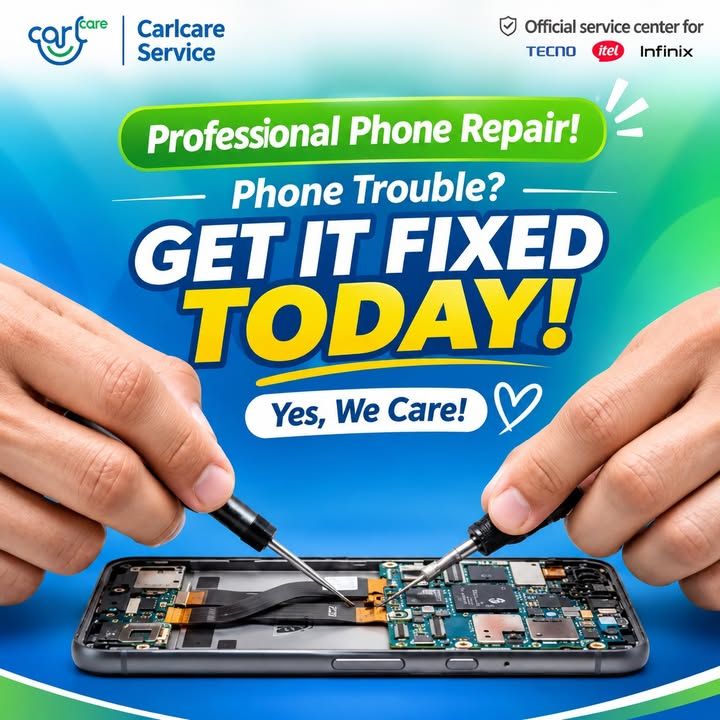 carlcare
Carlcare
Service
Official service center for
TECNO itel Infinix
Professional Phone Repair!
Phone Trouble?
GET IT FIXED
TODAY!
Yes, We Care!